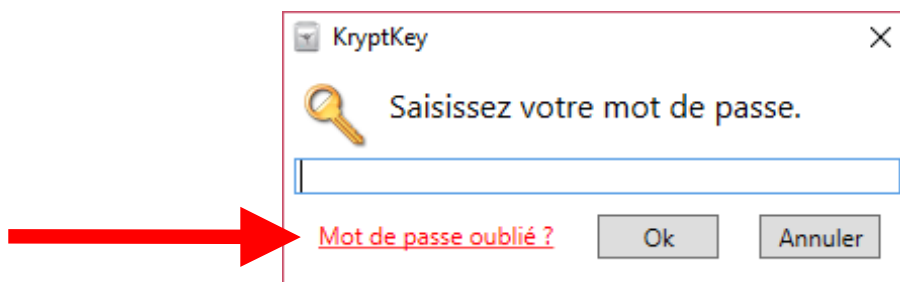 KryptKey
Saisissez votre mot de passe.
Mot de passe oublié ? Ok Annuler